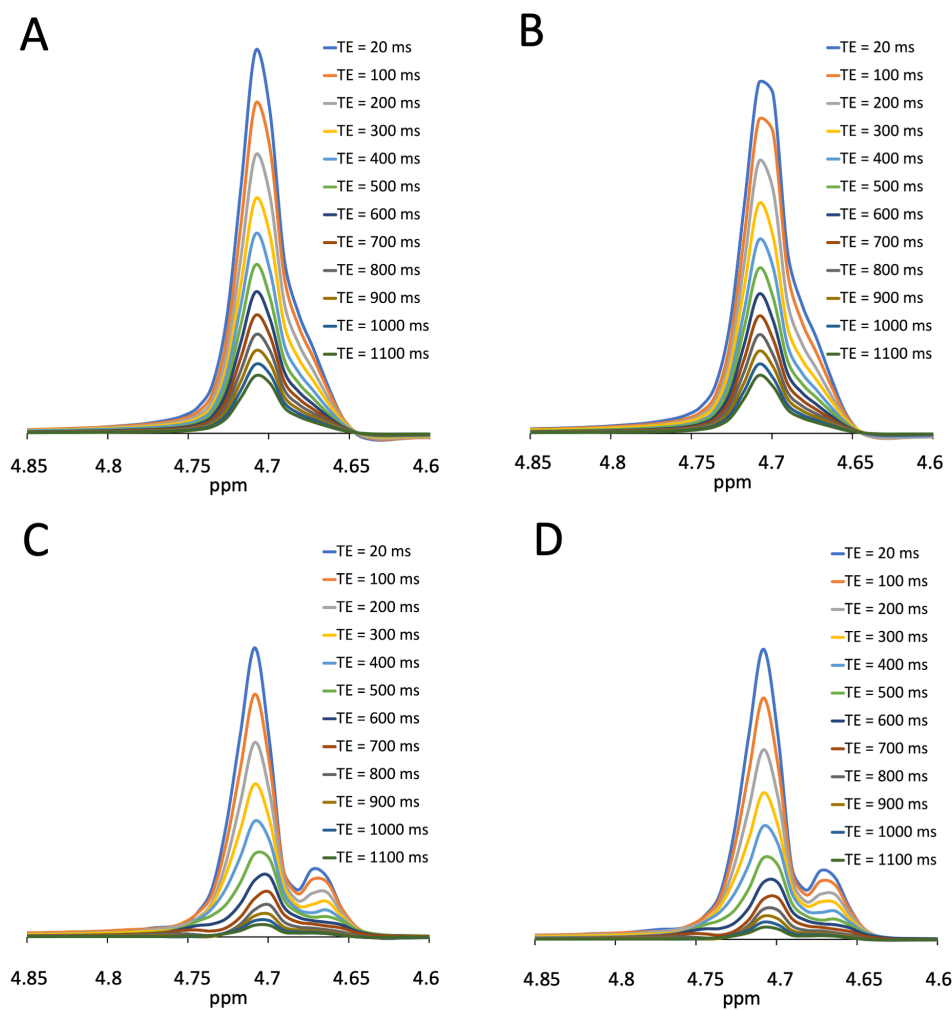 A
TE = 20 ms
TE = 100 ms
TE = 200 ms
TE = 300 ms
TE = 400 ms
TE = 500 ms
TE = 600 ms
TE = 700 ms
TE = 800 ms
TE = 900 ms
TE = 1000 ms
TE = 1100 ms
4.85 4.8 4.75 4.7 4.65 4.6
ppm
B
TE = 20 ms
TE = 100 ms
TE = 200 ms
TE = 300 ms
TE = 400 ms
TE = 500 ms
TE = 600 ms
TE = 700 ms
TE = 800 ms
TE = 900 ms
TE = 1000 ms
TE = 1100 ms
4.85 4.8 4.75 4.7 4.65 4.6
ppm
C
TE = 20 ms
TE = 100 ms
TE = 200 ms
TE = 300 ms
TE = 400 ms
TE = 500 ms
TE = 600 ms
TE = 700 ms
TE = 800 ms
TE = 900 ms
TE = 1000 ms
TE = 1100 ms
4.85 4.8 4.75 4.7 4.65 4.6
ppm
D
TE = 20 ms
TE = 100 ms
TE = 200 ms
TE = 300 ms
TE = 400 ms
TE = 500 ms
TE = 600 ms
TE = 700 ms
TE = 800 ms
TE = 900 ms
TE = 1000 ms
TE = 1100 ms
4.85 4.8 4.75 4.7 4.65 4.6
ppm